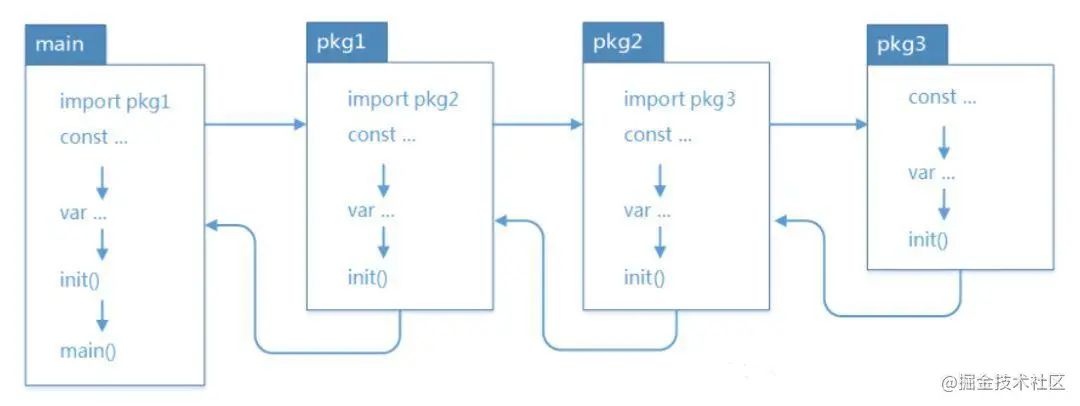 main
import pkg1
const ...
var ...
init()
main()
pkg1
import pkg2
const ...
var ...
init()
pkg2
import pkg3
const ...
var ...
init()
pkg3
const ...
var ...
init()
@掘金技术社区